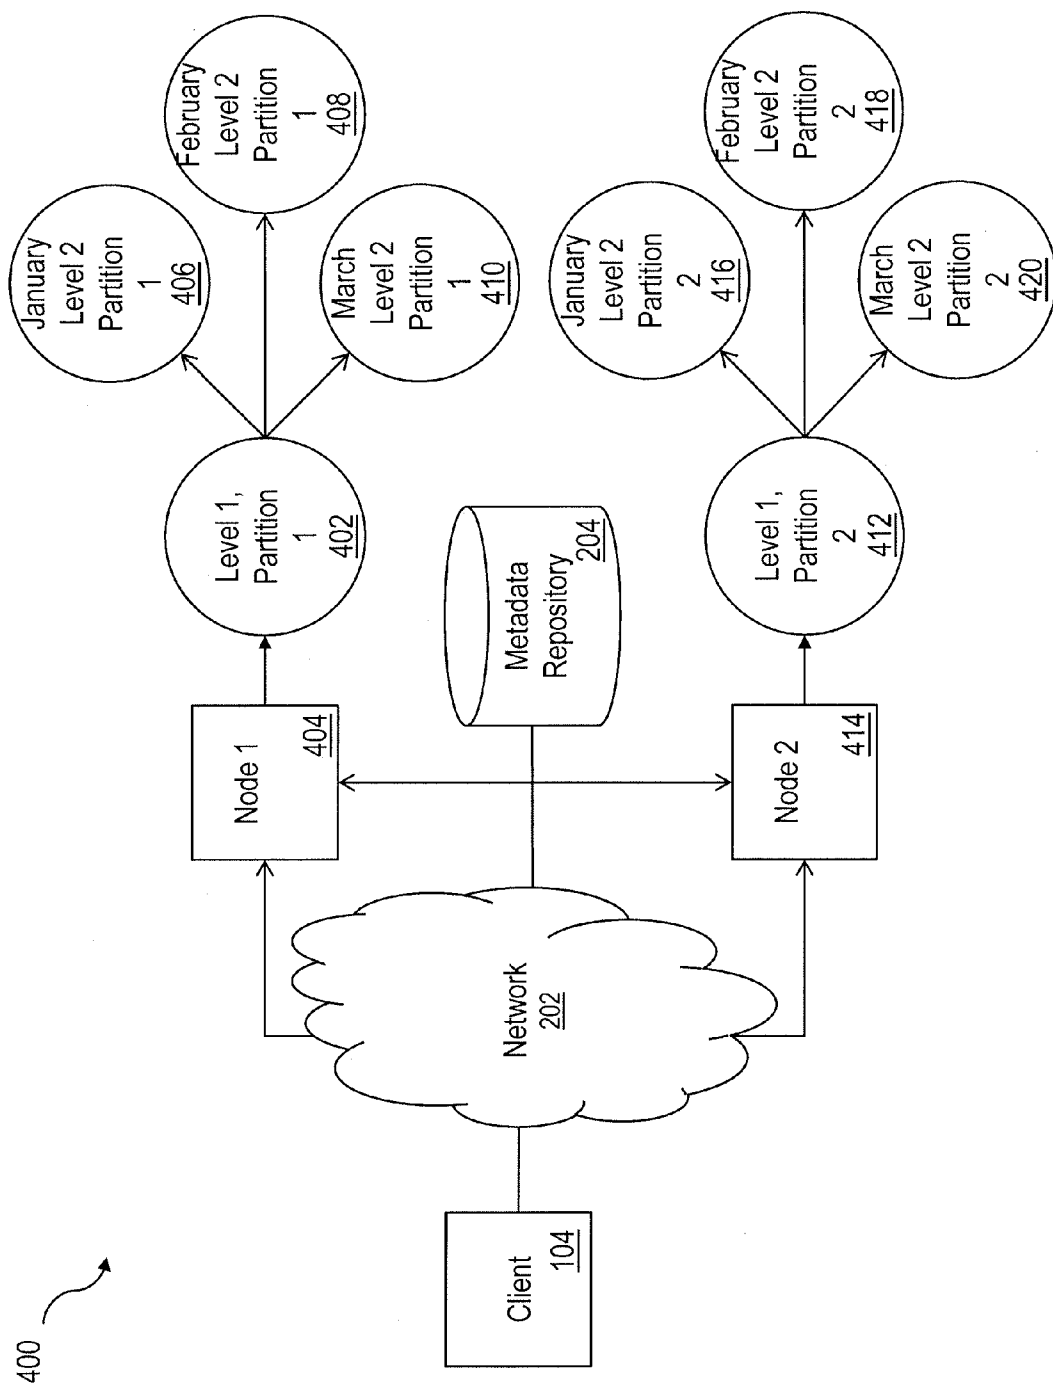 400
Client
104
Network
202
Node 1
404
Node 2
414
Metadata
Repository
204
Level 1,
Partition
1
402
Level 1,
Partition
2
412
January
Level 2
Partition
1
406
February
Level 2
Partition
1
408
March
Level 2
Partition
1
410
January
Level 2
Partition
2
416
February
Level 2
Partition
2
418
March
Level 2
Partition
2
420